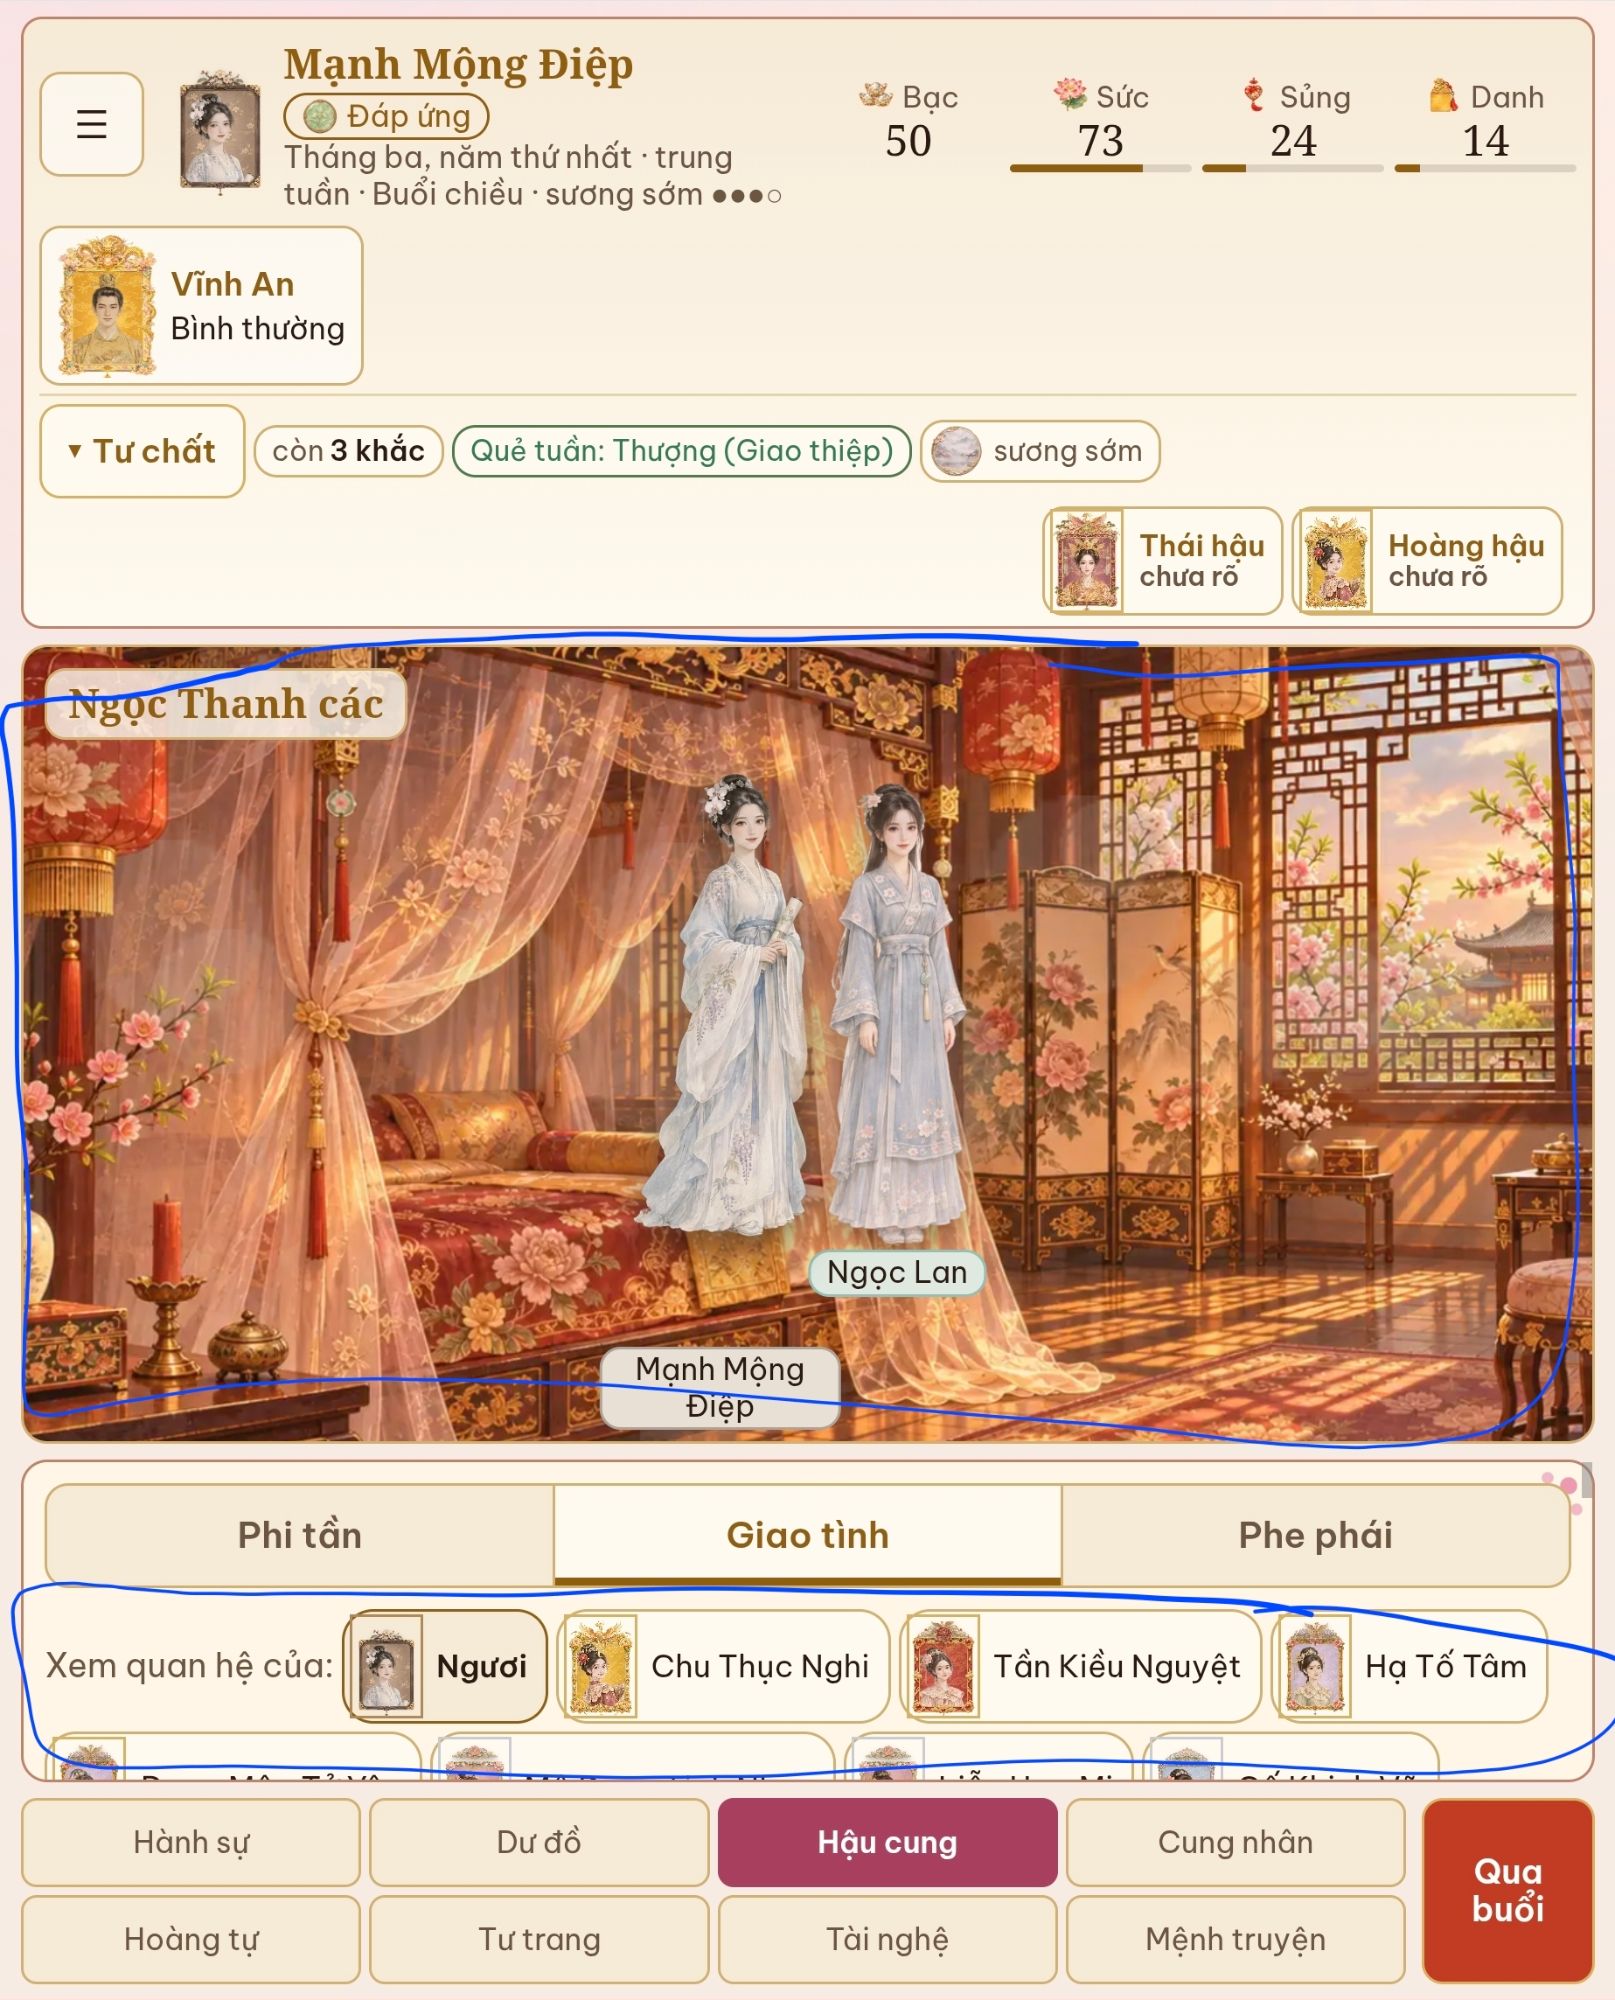 ☰
Mạnh Mộng Điệp
Đáp ứng
Tháng ba, năm thứ nhất · trung
tuần · Buổi chiều · sương sớm ●●●○
Bạc
50
Sức
73
Sủng
24
Danh
14
Vĩnh An
Bình thường
▼ Tư chất
còn 3 khắc
Quẻ tuần: Thượng (Giao thiệp)
sương sớm
Thái hậu
chưa rõ
Hoàng hậu
chưa rõ
Ngọc Thanh các
Ngọc Lan
Mạnh Mộng
Điệp
Phi tần
Giao tình
Phe phái
Xem quan hệ của:
Ngươi
Chu Thục Nghi
Tần Kiều Nguyệt
Hạ Tố Tâm
Hành sự
Dư đồ
Hậu cung
Cung nhân
Qua
buổi
Hoàng tự
Tư trang
Tài nghệ
Mệnh truyện